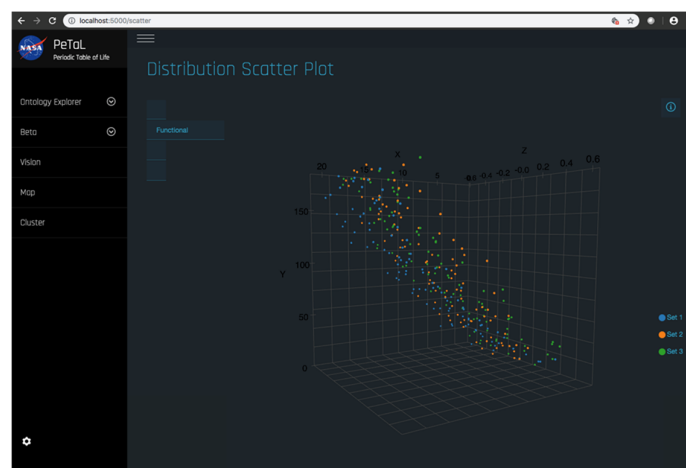 localhost:5000/scatter
NASA
PeTaL
Periodic Table of Life
Distribution Scatter Plot
Ontology Explorer
Beta
Vision
Map
Cluster
Functional
X
20
10
5
Z
-0.4 -0.2 -0.0 0.2 0.4 0.6
Y
150
100
50
0
Set 1
Set 2
Set 3